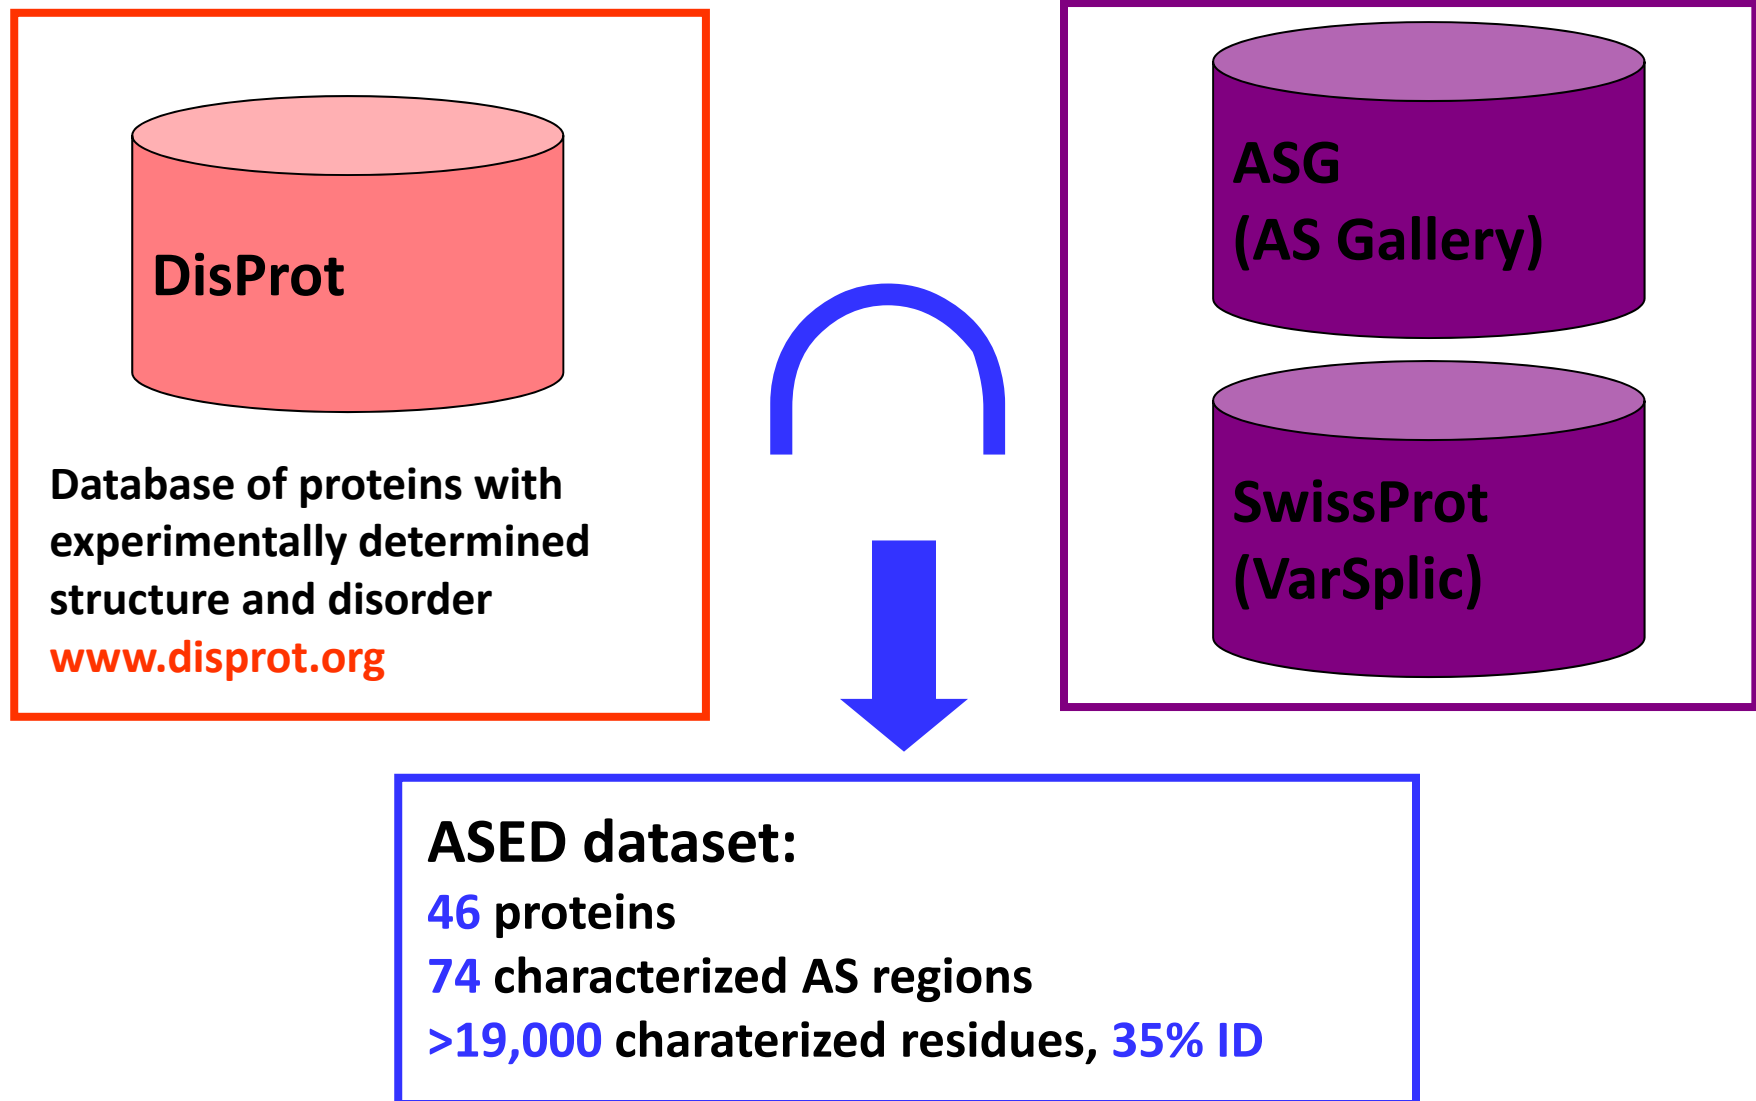 DisProt
Database of proteins with
experimentally determined
structure and disorder
www.disprot.org
ASG
(AS Gallery)
SwissProt
(VarSplic)
ASED dataset:
46 proteins
74 characterized AS regions
>19,000 charaterized residues, 35% ID